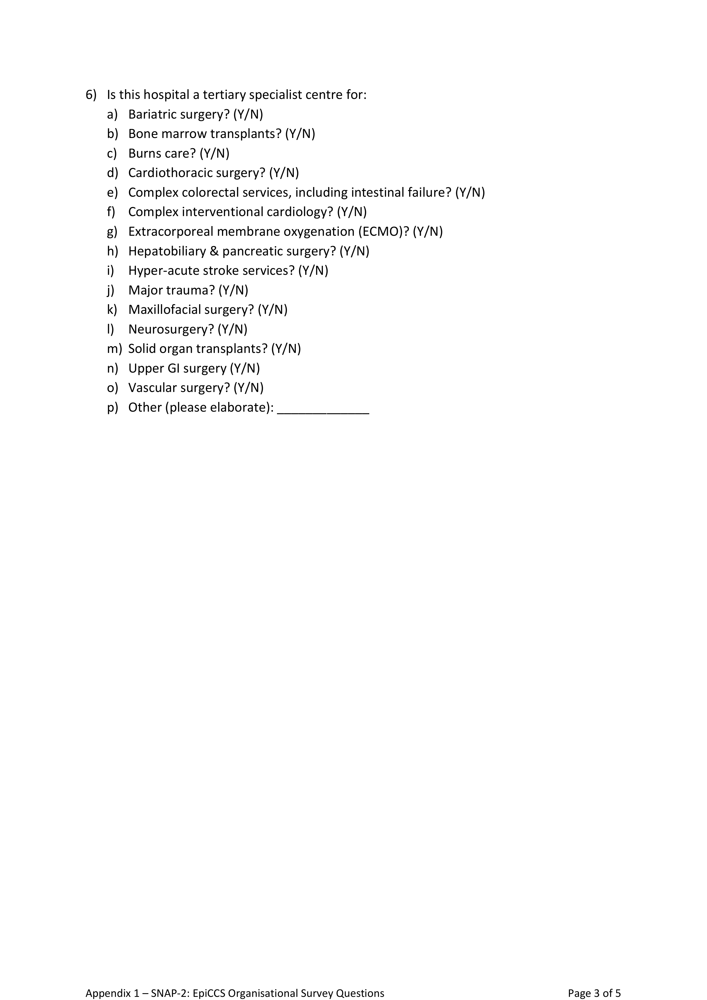 6) Is this hospital a tertiary specialist centre for:
a) Bariatric surgery? (Y/N)
b) Bone marrow transplants? (Y/N)
c) Burns care? (Y/N)
d) Cardiothoracic surgery? (Y/N)
e) Complex colorectal services, including intestinal failure? (Y/N)
f) Complex interventional cardiology? (Y/N)
g) Extracorporeal membrane oxygenation (ECMO)? (Y/N)
h) Hepatobiliary & pancreatic surgery? (Y/N)
i) Hyper-acute stroke services? (Y/N)
j) Major trauma? (Y/N)
k) Maxillofacial surgery? (Y/N)
l) Neurosurgery? (Y/N)
m) Solid organ transplants? (Y/N)
n) Upper GI surgery (Y/N)
o) Vascular surgery? (Y/N)
p) Other (please elaborate): _____________
Appendix 1 – SNAP-2: EpiCCS Organisational Survey Questions Page 3 of 5